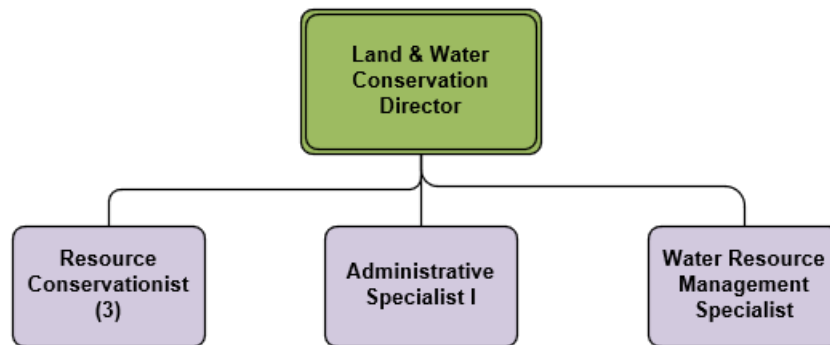 Land & Water
Conservation
Director
Resource
Conservationist
(3)
Administrative
Specialist I
Water Resource
Management
Specialist